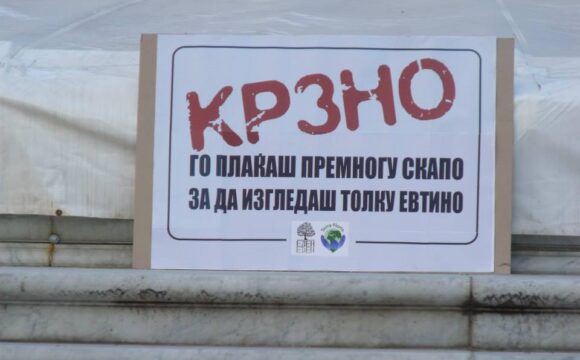 КРЗНО
ГО ПЛАЌАШ ПРЕМНОГУ СКАПО
ЗА ДА ИЗГЛЕДАШ ТОЛКУ ЕВТИНО